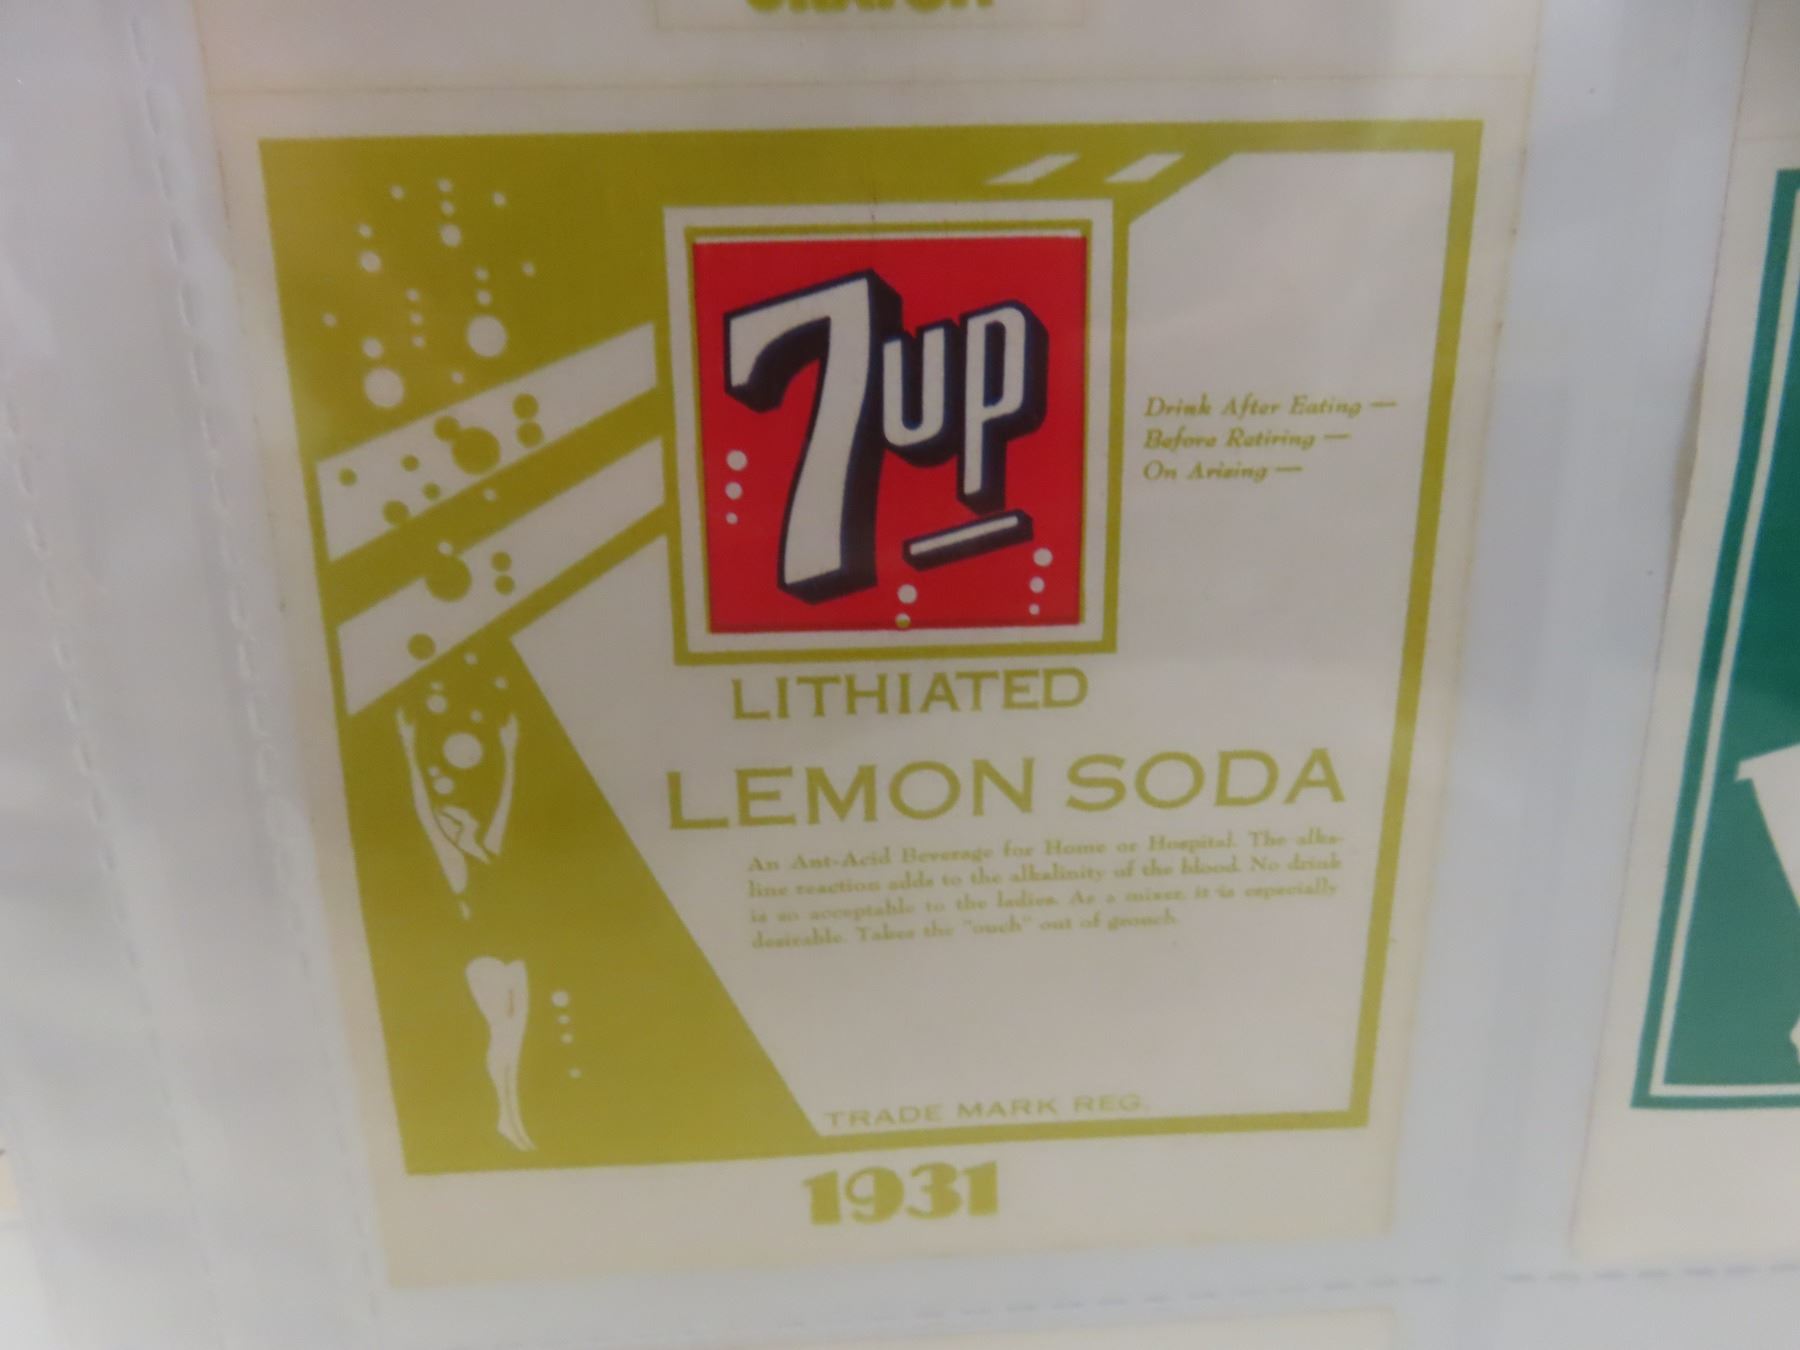 7up
Drink After Eating —
Before Retiring —
On Arising —
LITHIATED
LEMON SODA
An Ant-Acid Beverage for Home or Hospital. The alka-
line reaction adds to the alkalinity of the blood. No drink
is so acceptable to the ladies. As a mixer it is especially
desirable. Takes the "ouch" out of grouch.
TRADE MARK REG.
1931